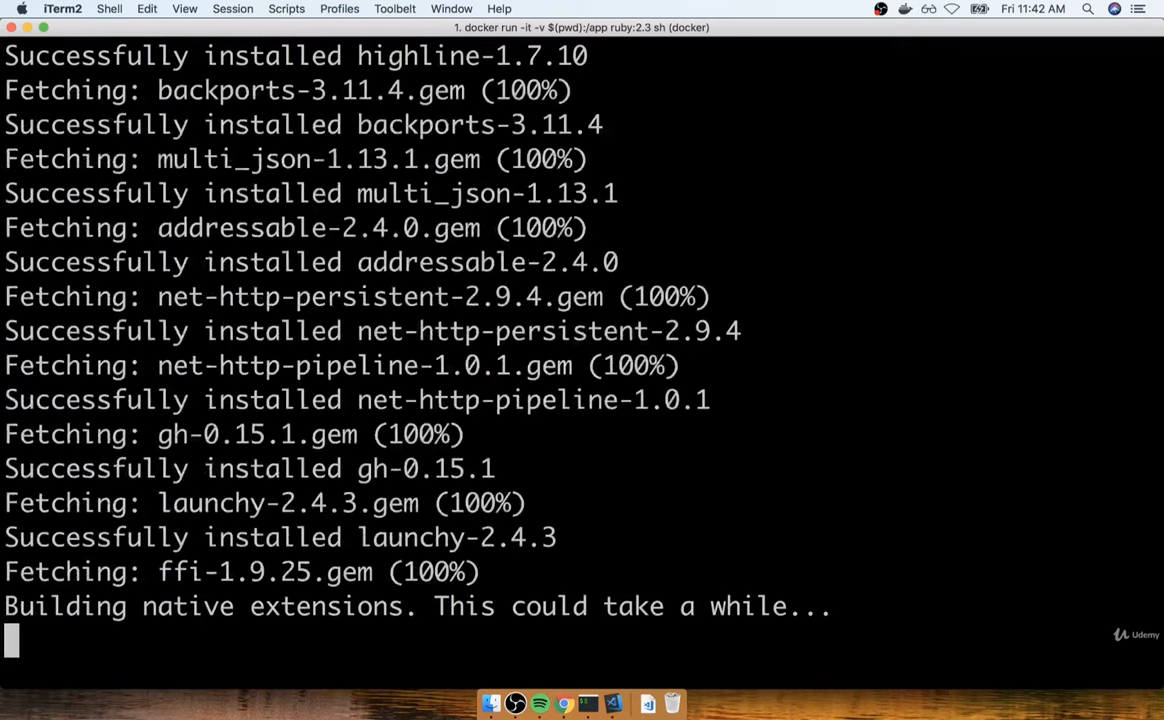 iTerm2 Shell Edit View Session Scripts Profiles Toolbelt Window Help Fri 11:42 AM
1. docker run -it -v $(pwd):/app ruby:2.3 sh (docker)
Successfully installed highline-1.7.10
Fetching: backports-3.11.4.gem (100%)
Successfully installed backports-3.11.4
Fetching: multi_json-1.13.1.gem (100%)
Successfully installed multi_json-1.13.1
Fetching: addressable-2.4.0.gem (100%)
Successfully installed addressable-2.4.0
Fetching: net-http-persistent-2.9.4.gem (100%)
Successfully installed net-http-persistent-2.9.4
Fetching: net-http-pipeline-1.0.1.gem (100%)
Successfully installed net-http-pipeline-1.0.1
Fetching: gh-0.15.1.gem (100%)
Successfully installed gh-0.15.1
Fetching: launchy-2.4.3.gem (100%)
Successfully installed launchy-2.4.3
Fetching: ffi-1.9.25.gem (100%)
Building native extensions. This could take a while...
Udemy